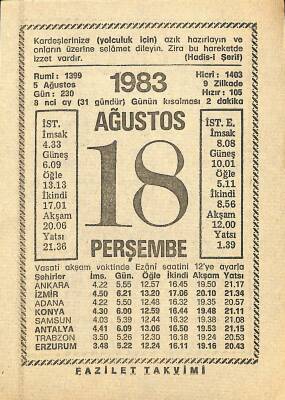 Kardeşlerinize (yolculuk icin) azık hazırlayın ve
onların üzerine selâmet dileyin. Zira bu hareketde
izzet vardır. (Hadis-i Şerif)
Rumi : 1399
5 Ağustos
Gün : 230
1983
Hicri : 1403
9 Zilkade
Hızır : 105
8 nci ay (31 gündür) Günün kısalması 2 dakika
AĞUSTOS
İST.
İmsak
4.33
Güneş
6.09
Öğle
13.13
İkindi
17.01
Akşam
20.06
Yatsı
21.36
18
İST. E.
İmsak
8.08
Güneş
10.01
Öğle
5.11
İkindi
8.56
Akşam
12.00
Yatsı
1.39
PERŞEMBE
Vasati akşam vaktinde Ezâni saatini 12'ye ayarla
Şehirler İms. Gün. Öğle İkindi Akşam Yatsı
ANKARA 4.22 5.55 12.57 16.45 19.50 21.17
İZMİR 4.50 6.21 13.20 17.06 20.10 21.34
ADANA 4.22 5.50 12.48 16.32 19.35 20.57
KONYA 4.30 6.00 12.59 16.44 19.48 21.11
SAMSUN 4.03 5.39 12.44 16.32 19.38 21.08
ANTALYA 4.41 6.09 13.06 16.50 19.53 21.15
TRABZON 3.50 5.26 12.30 16.18 19.24 20.53
ERZURUM 3.48 5.22 12.24 16.11 19.16 20.43
FAZİLET TAKVİMİ